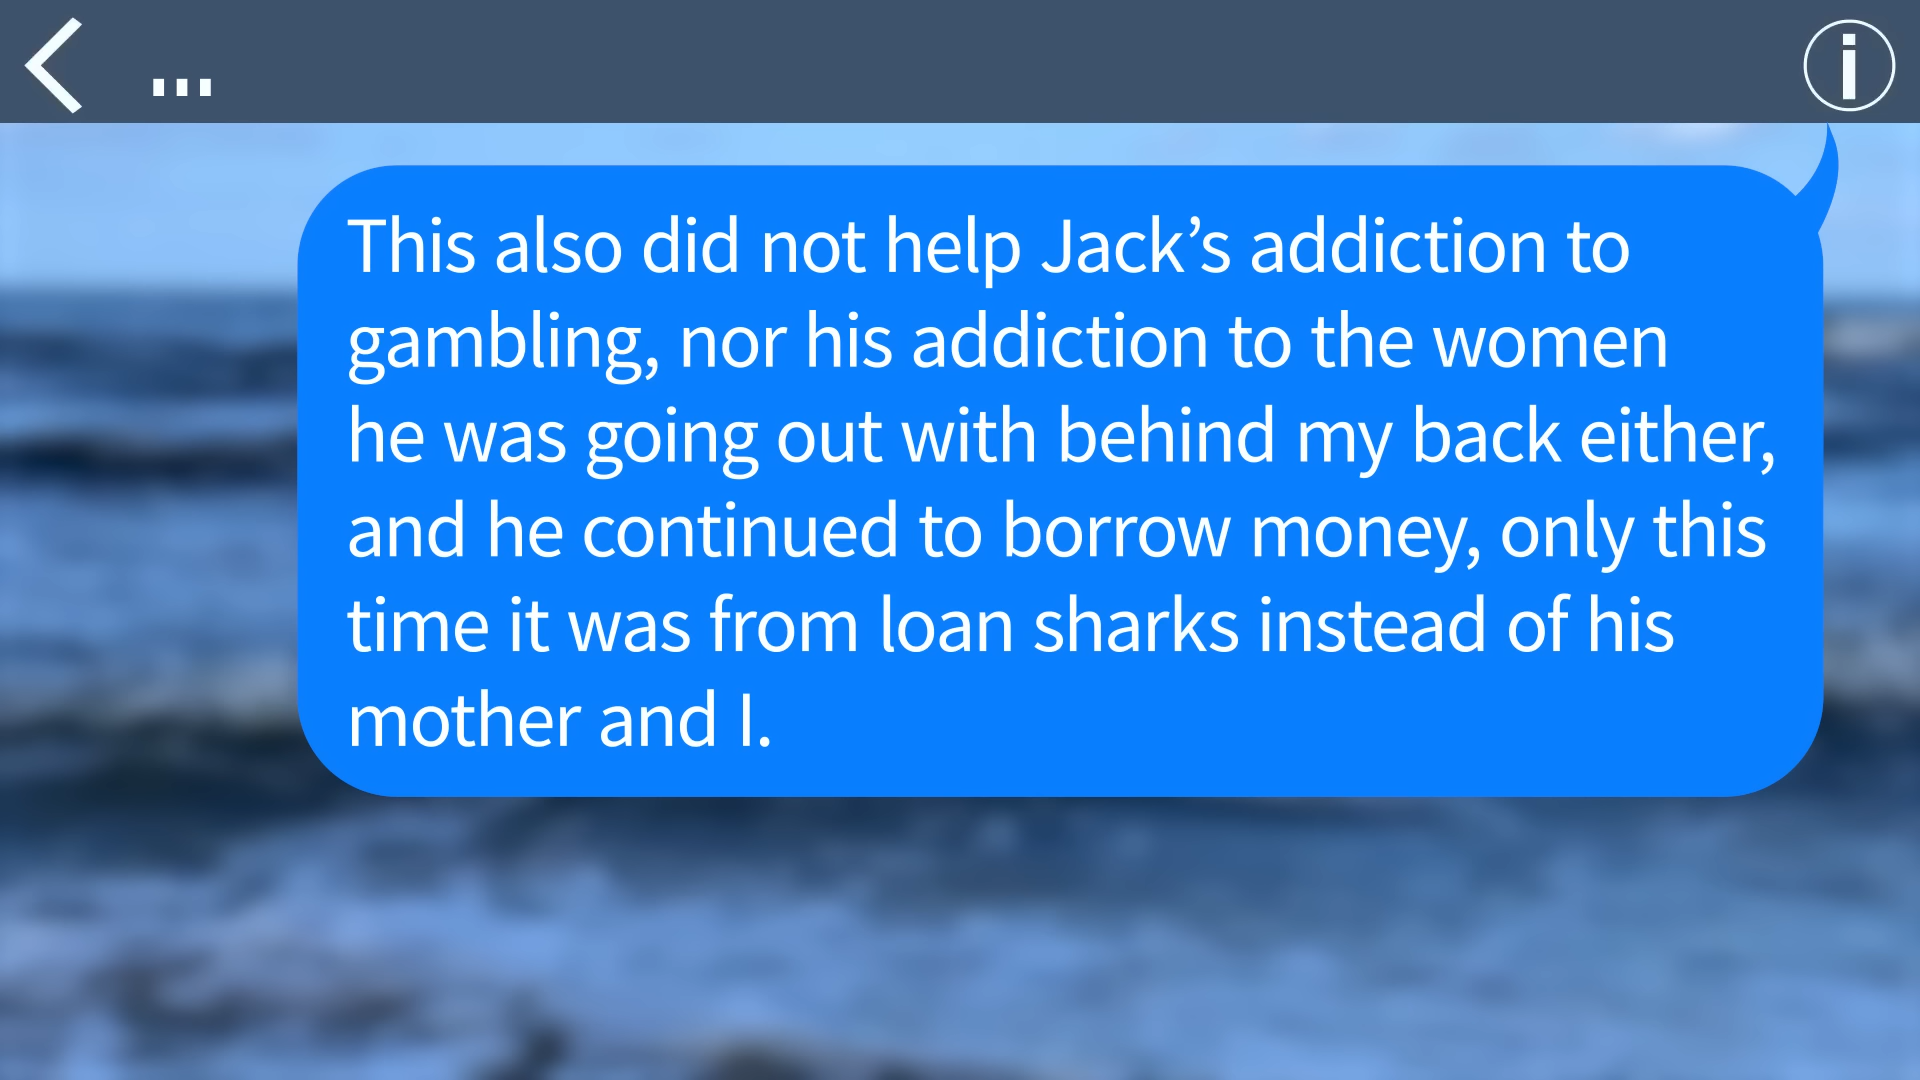 ...
This also did not help Jack’s addiction to
gambling, nor his addiction to the women
he was going out with behind my back either,
and he continued to borrow money, only this
time it was from loan sharks instead of his
mother and I.